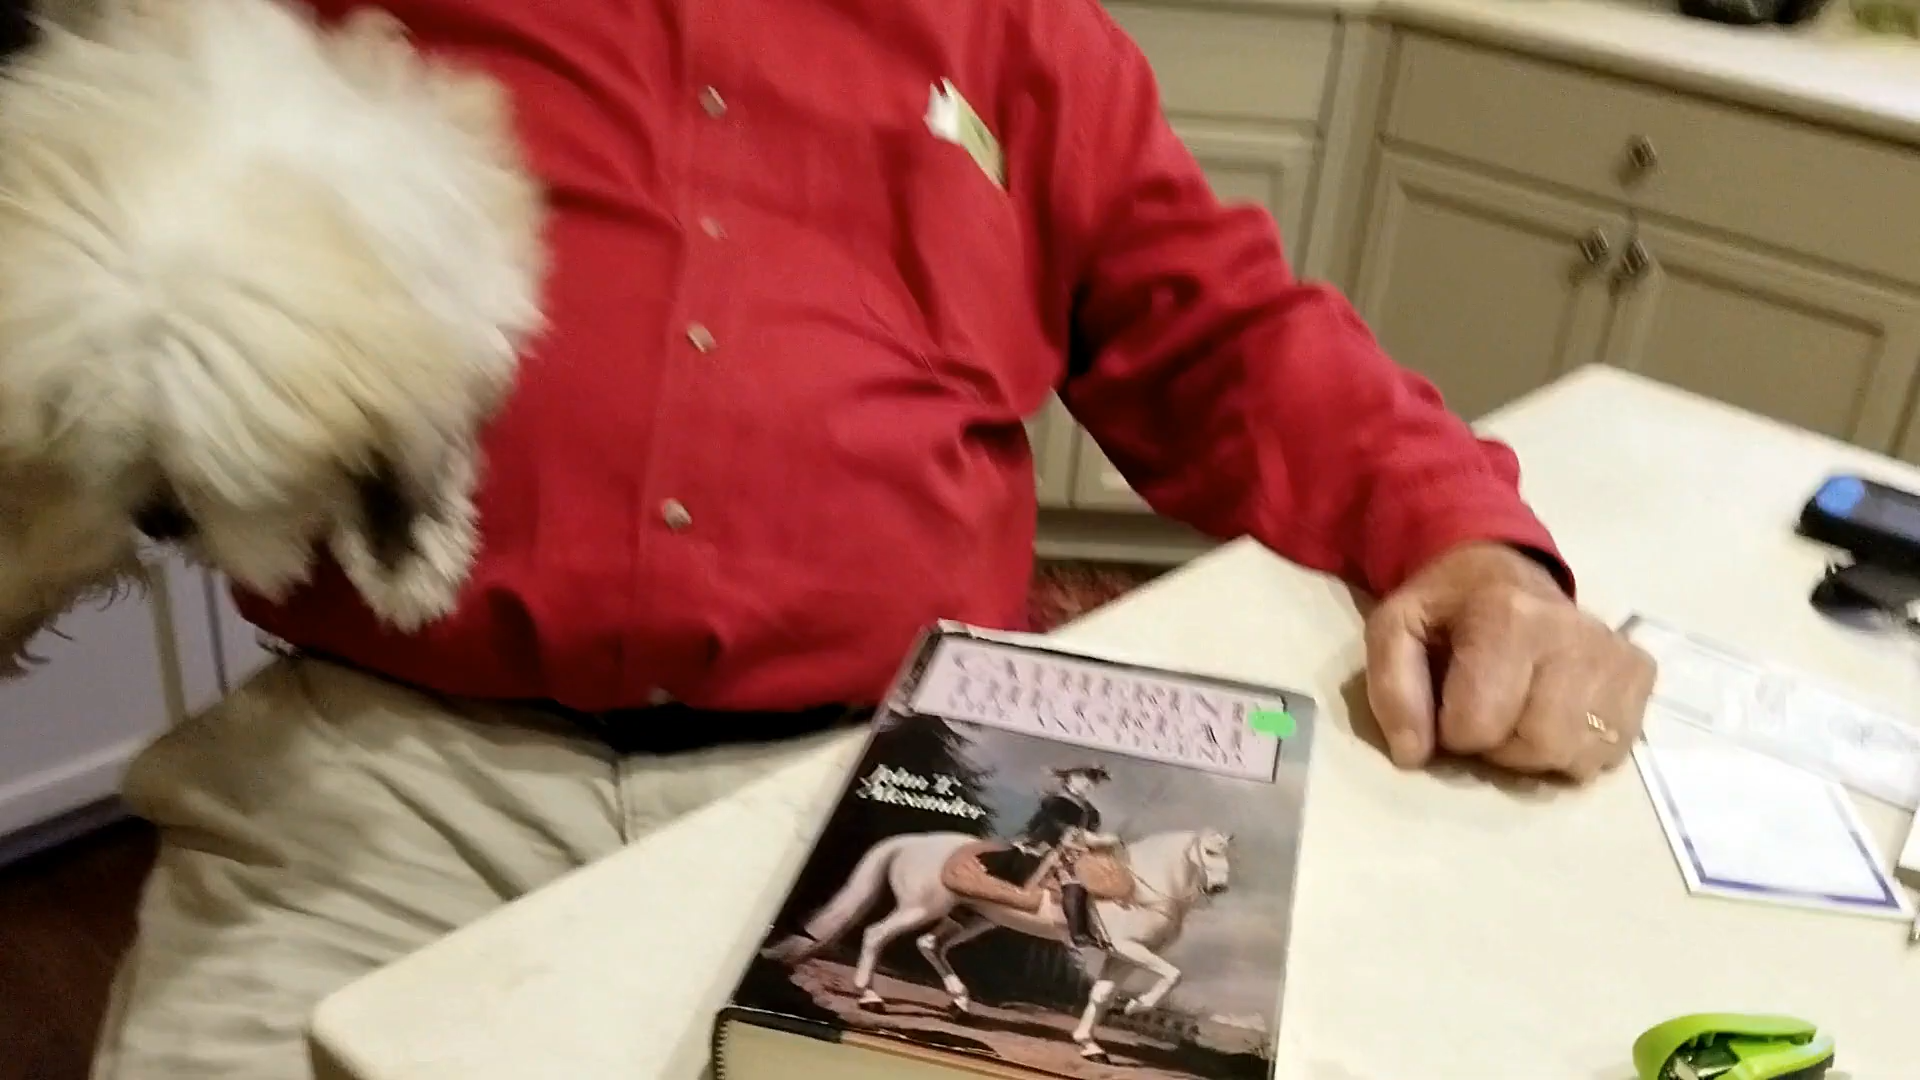 CATHERINE
THE GREAT
LIFE AND LEGEND
John T.
Alexander